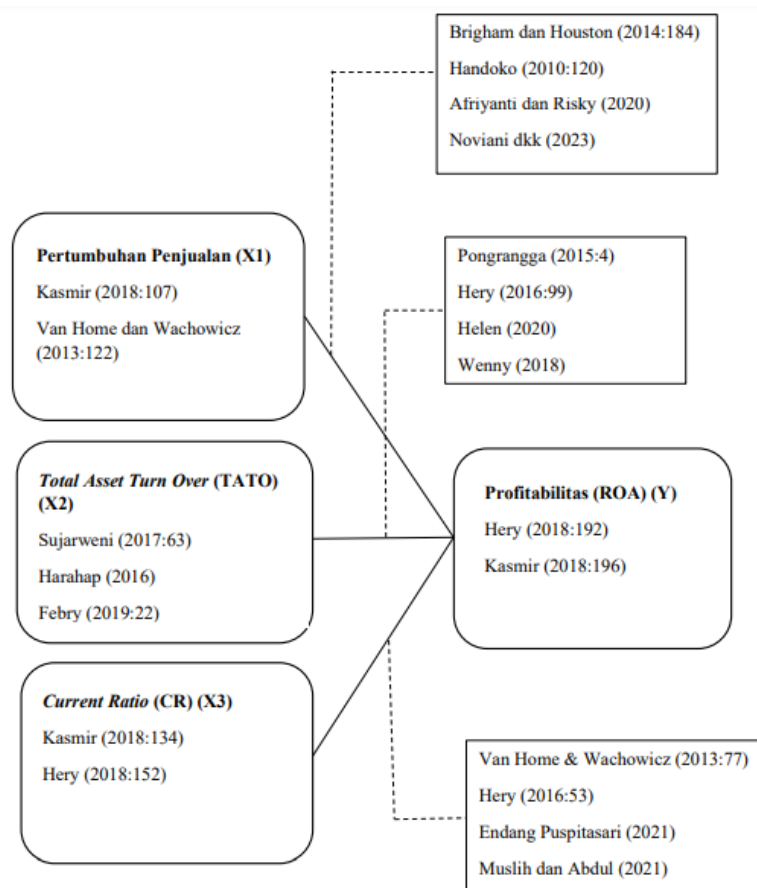 Brigham dan Houston (2014:184)
Handoko (2010:120)
Afriyanti dan Risky (2020)
Noviani dkk (2023)
Pertumbuhan Penjualan (X1)
Kasmir (2018:107)
Van Home dan Wachowicz
(2013:122)
Pongrangga (2015:4)
Hery (2016:99)
Helen (2020)
Wenny (2018)
Total Asset Turn Over (TATO)
(X2)
Sujarweni (2017:63)
Harahap (2016)
Febry (2019:22)
Profitabilitas (ROA) (Y)
Hery (2018:192)
Kasmir (2018:196)
Current Ratio (CR) (X3)
Kasmir (2018:134)
Hery (2018:152)
Van Home & Wachowicz (2013:77)
Hery (2016:53)
Endang Puspitasari (2021)
Muslih dan Abdul (2021)